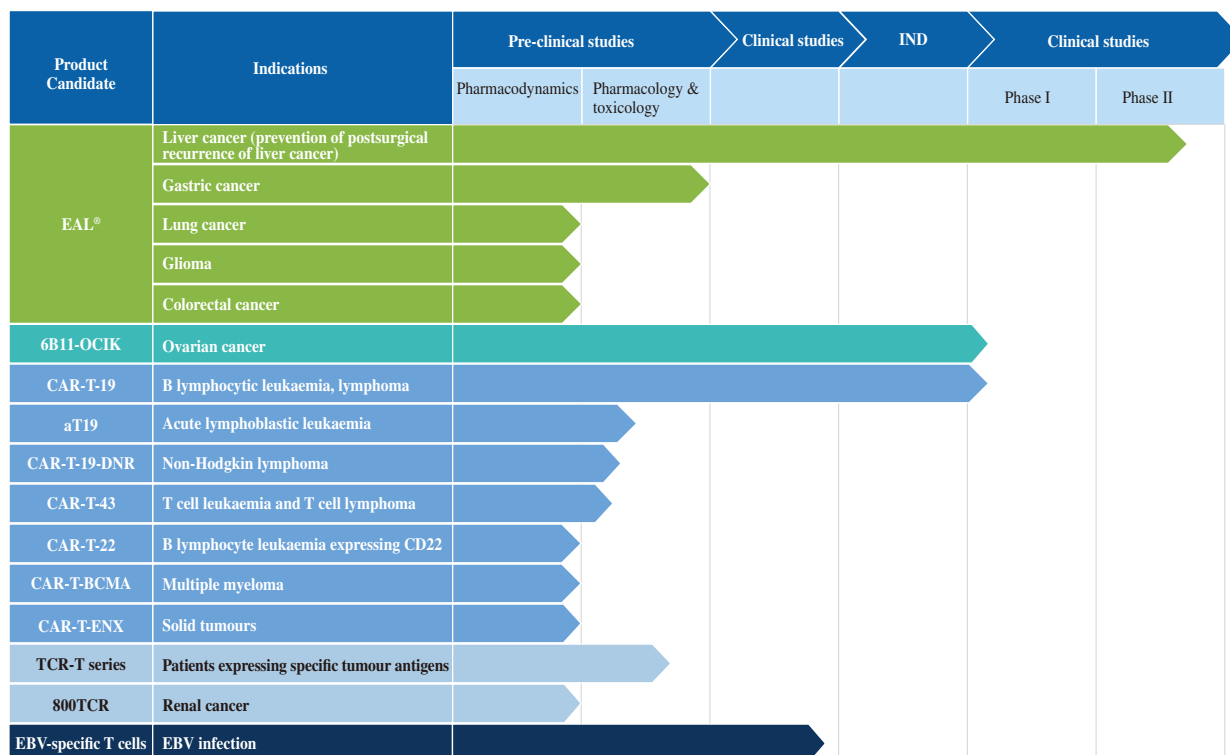 Product
Candidate
Indications
Pre-clinical studies
Clinical studies
IND
Clinical studies
Pharmacodynamics
Pharmacology &
toxicology
Phase I
Phase II
EAL®
Liver cancer (prevention of postsurgical
recurrence of liver cancer)
Gastric cancer
Lung cancer
Glioma
Colorectal cancer
6B11-OCIK
Ovarian cancer
CAR-T-19
B lymphocytic leukaemia, lymphoma
aT19
Acute lymphoblastic leukaemia
CAR-T-19-DNR
Non-Hodgkin lymphoma
CAR-T-43
T cell leukaemia and T cell lymphoma
CAR-T-22
B lymphocyte leukaemia expressing CD22
CAR-T-BCMA
Multiple myeloma
CAR-T-ENX
Solid tumours
TCR-T series
Patients expressing specific tumour antigens
800TCR
Renal cancer
EBV-specific T cells
EBV infection